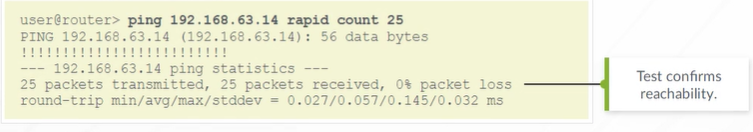 user@router> ping 192.168.63.14 rapid count 25
PING 192.168.63.14 (192.168.63.14): 56 data bytes
!!!!!!!!!!!!!!!!!!!!!!!!!
--- 192.168.63.14 ping statistics ---
25 packets transmitted, 25 packets received, 0% packet loss
round-trip min/avg/max/stddev = 0.027/0.057/0.145/0.032 ms
Test confirms
reachability.